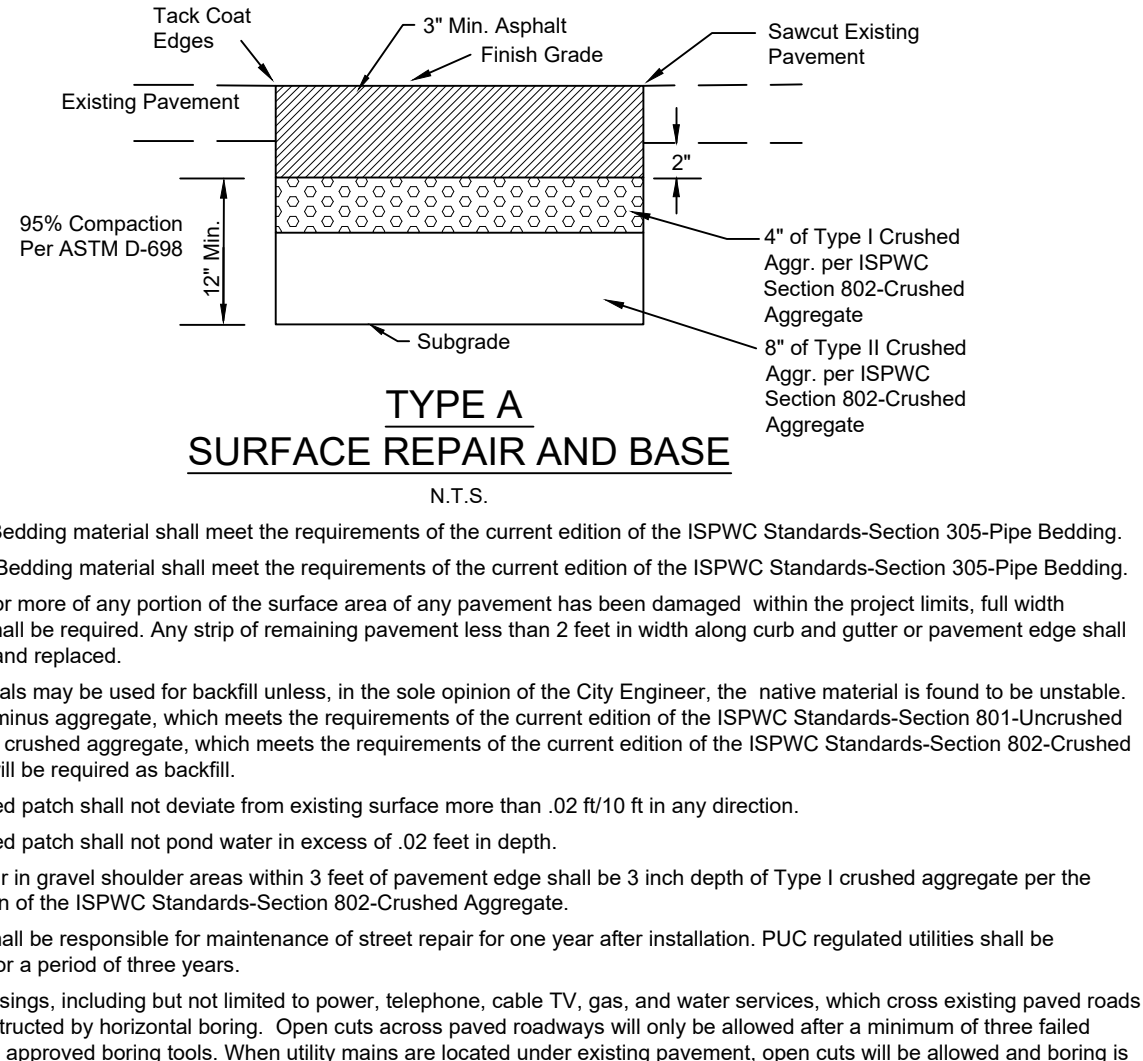 Tack Coat
Edges
3" Min. Asphalt
Finish Grade
Sawcut Existing
Pavement
Existing Pavement
2"
95% Compaction
Per ASTM D-698
12" Min.
4" of Type I Crushed
Aggr. per ISPWC
Section 802-Crushed
Aggregate
Subgrade
8" of Type II Crushed
Aggr. per ISPWC
Section 802-Crushed
Aggregate
TYPE A
SURFACE REPAIR AND BASE
N.T.S.
Bedding material shall meet the requirements of the current edition of the ISPWC Standards-Section 305-Pipe Bedding.
Bedding material shall meet the requirements of the current edition of the ISPWC Standards-Section 305-Pipe Bedding.
or more of any portion of the surface area of any pavement has been damaged within the project limits, full width
shall be required. Any strip of remaining pavement less than 2 feet in width along curb and gutter or pavement edge shall
and replaced.
als may be used for backfill unless, in the sole opinion of the City Engineer, the native material is found to be unstable.
minus aggregate, which meets the requirements of the current edition of the ISPWC Standards-Section 801-Uncrushed
crushed aggregate, which meets the requirements of the current edition of the ISPWC Standards-Section 802-Crushed
will be required as backfill.
ed patch shall not deviate from existing surface more than .02 ft/10 ft in any direction.
ed patch shall not pond water in excess of .02 feet in depth.
r in gravel shoulder areas within 3 feet of pavement edge shall be 3 inch depth of Type I crushed aggregate per the
n of the ISPWC Standards-Section 802-Crushed Aggregate.
hall be responsible for maintenance of street repair for one year after installation. PUC regulated utilities shall be
or a period of three years.
sings, including but not limited to power, telephone, cable TV, gas, and water services, which cross existing paved roads
structed by horizontal boring. Open cuts across paved roadways will only be allowed after a minimum of three failed
approved boring tools. When utility mains are located under existing pavement, open cuts will be allowed and boring is